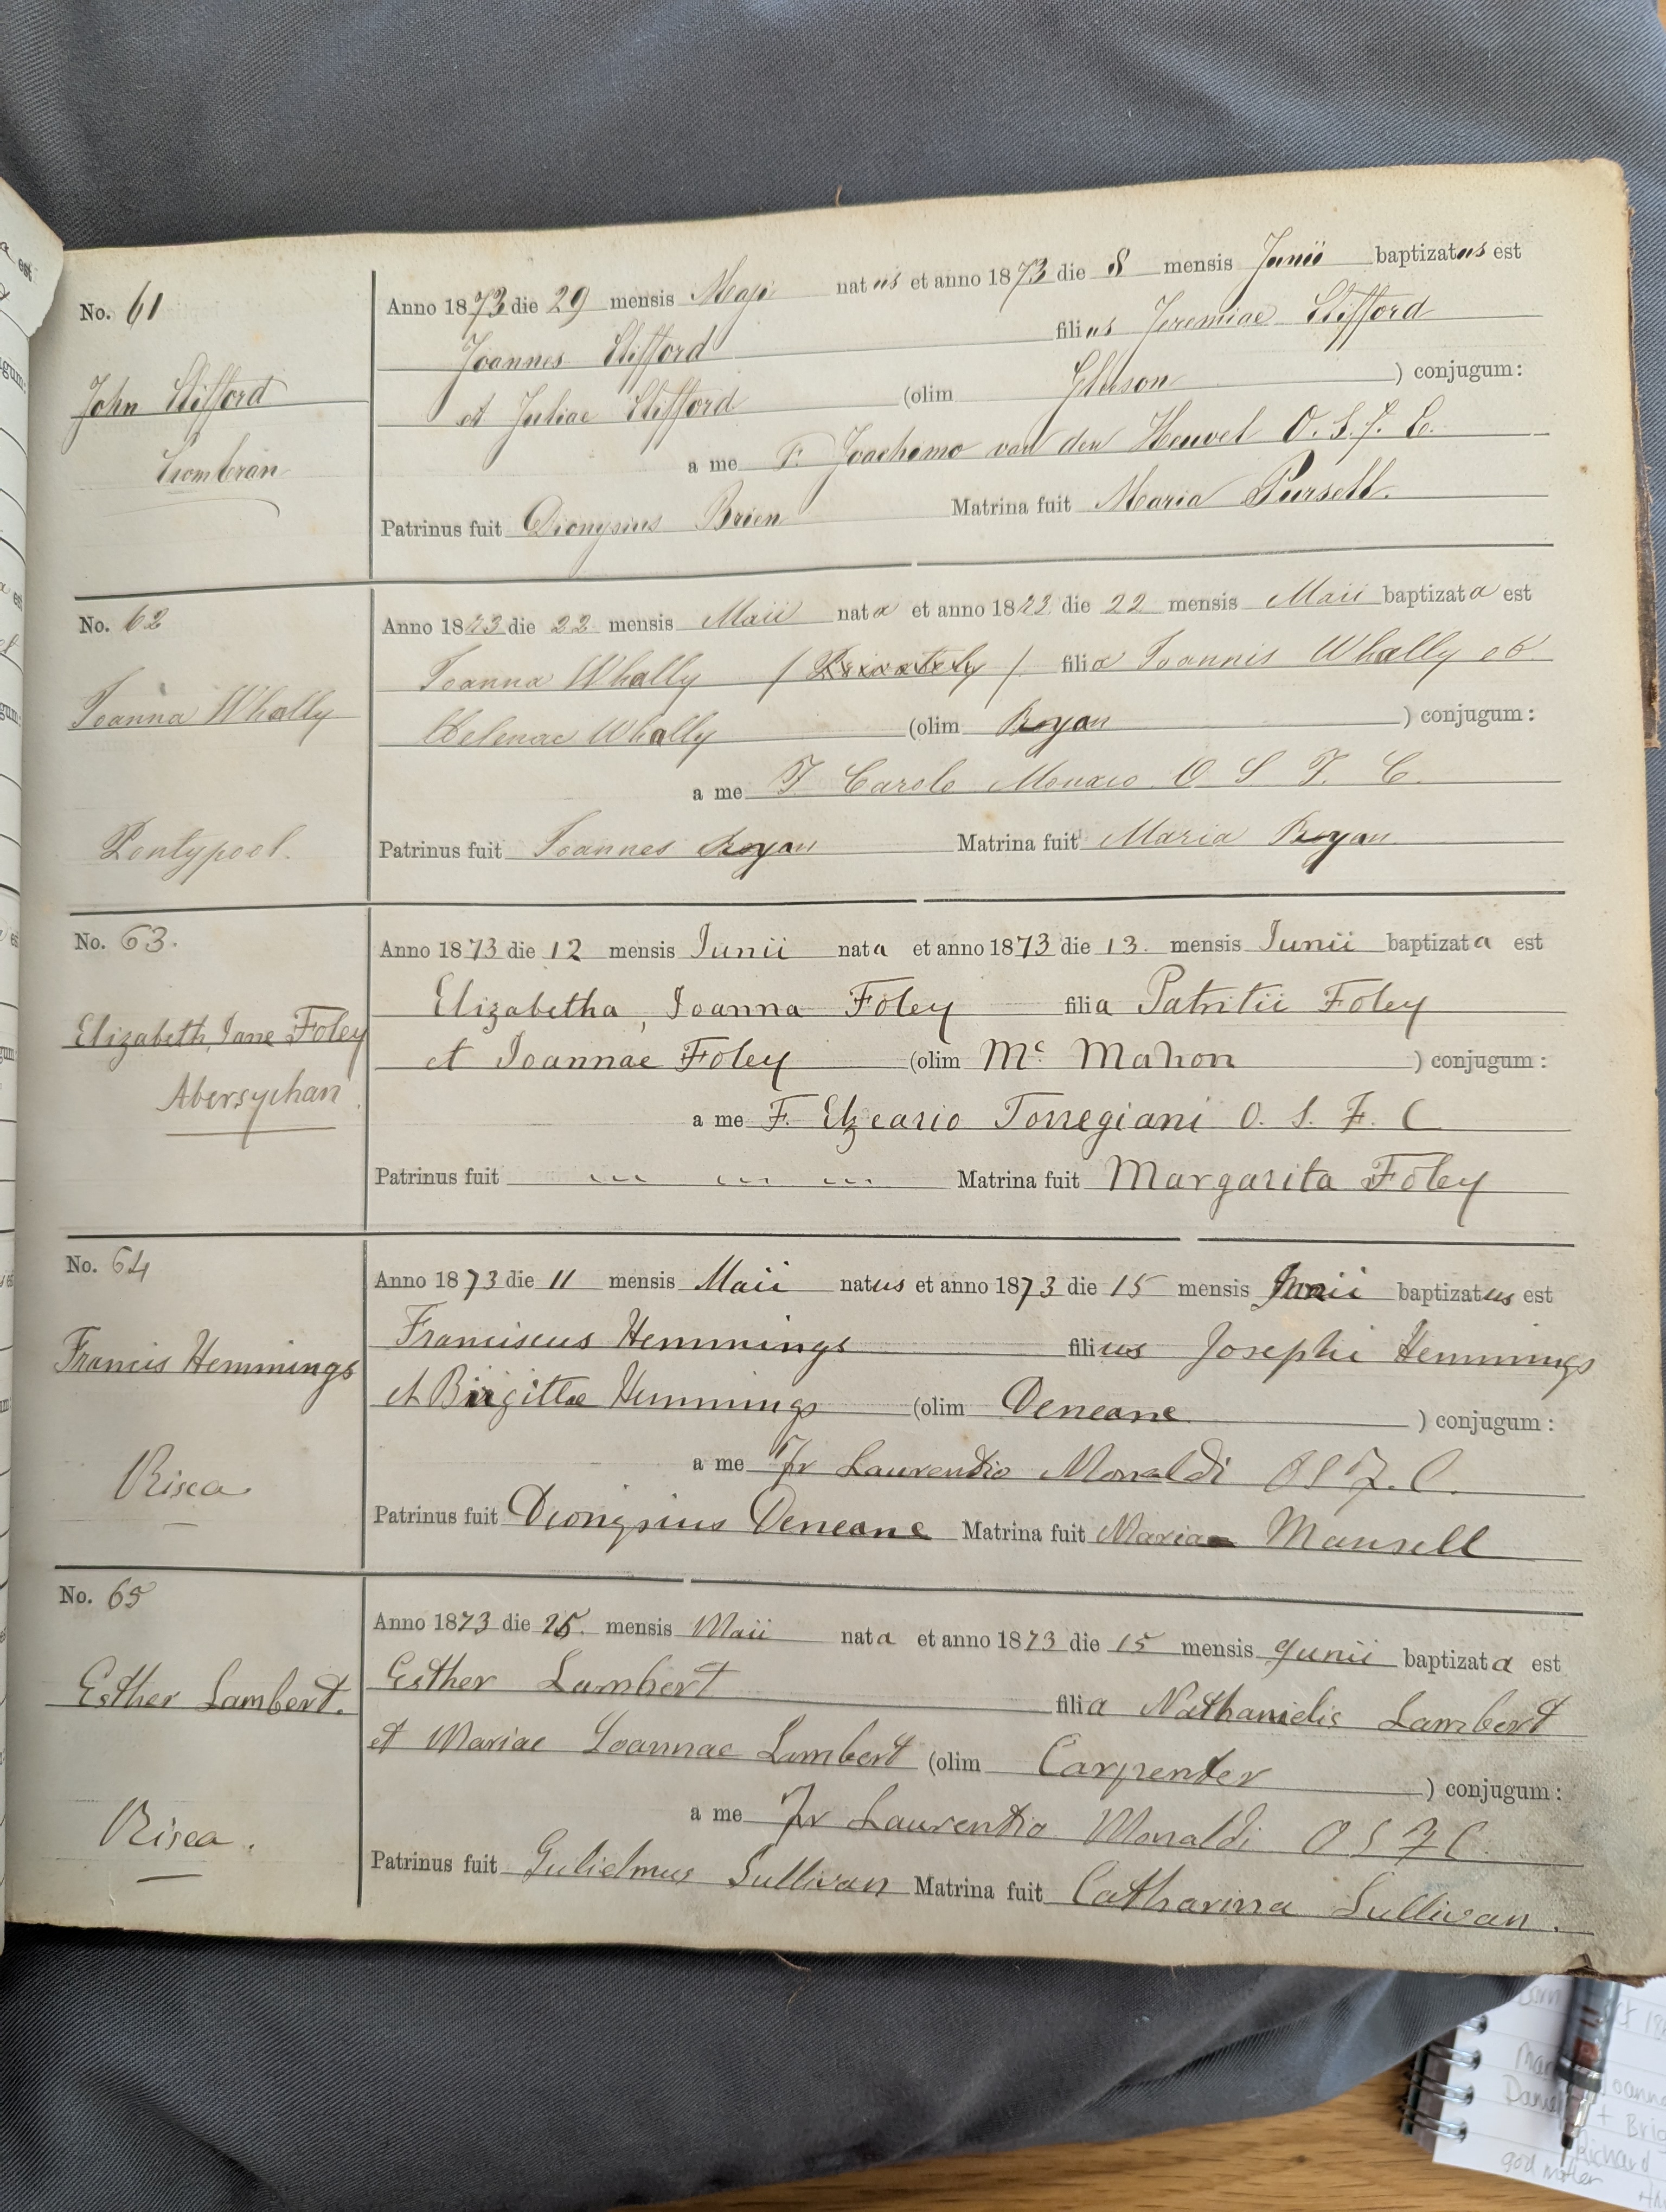 No. 61
John Clifford
Anno 1873 die 29 mensis Maji natus et anno 1873 die 8 mensis Junii baptizatus est
Joannes Clifford filius Jeremiae Clifford
et Juliae Clifford (olim Gleeson ) conjugum:
a me F. Joachimo van den Heuvel O. S. F. C.
Patrinus fuit Dionysius Brien Matrina fuit Maria Pursell.
No. 62
Joanna Whally
Pontypool.
Anno 1873 die 22 mensis Maii nata et anno 1873 die 22 mensis Maii baptizata est
Joanna Whally / Privately / filia Joannis Whally et
Helenae Whally (olim Reyan ) conjugum:
a me F Carolo Monaco O S F. C.
Patrinus fuit Joannes Reyan Matrina fuit Maria Reyan
No. 63.
Elizabeth, Jane Foley
Abersychan
Anno 1873 die 12 mensis Junii nata et anno 1873 die 13. mensis Junii baptizata est
Elizabetha, Joanna Foley filia Patritii Foley
et Joannae Foley (olim Mc Mahon ) conjugum:
a me F. Elzeario Torregiani O. S. F. C
Patrinus fuit ... ... ... Matrina fuit Margarita Foley
No. 64
Francis Hemmings
Risca
Anno 1873 die 11 mensis Maii natus et anno 1873 die 15 mensis Junii baptizatus est
Franciscus Hemmings filius Josephi Hemmings
et Birgittae Hemmings (olim Deneane ) conjugum:
a me Fr Laurentio Monaldi O S F. C.
Patrinus fuit Dionysius Deneane Matrina fuit Maria Mansell
No. 65
Esther Lambert.
Risca.
Anno 1873 die 25. mensis Maii nata et anno 1873 die 15 mensis Junii baptizata est
Esther Lambert filia Nathanielis Lambert
et Mariae Joannae Lambert (olim Carpenter ) conjugum:
a me Fr Laurentio Monaldi O S F C.
Patrinus fuit Gulielmus Sullivan Matrina fuit Catharina Sullivan.
god mother